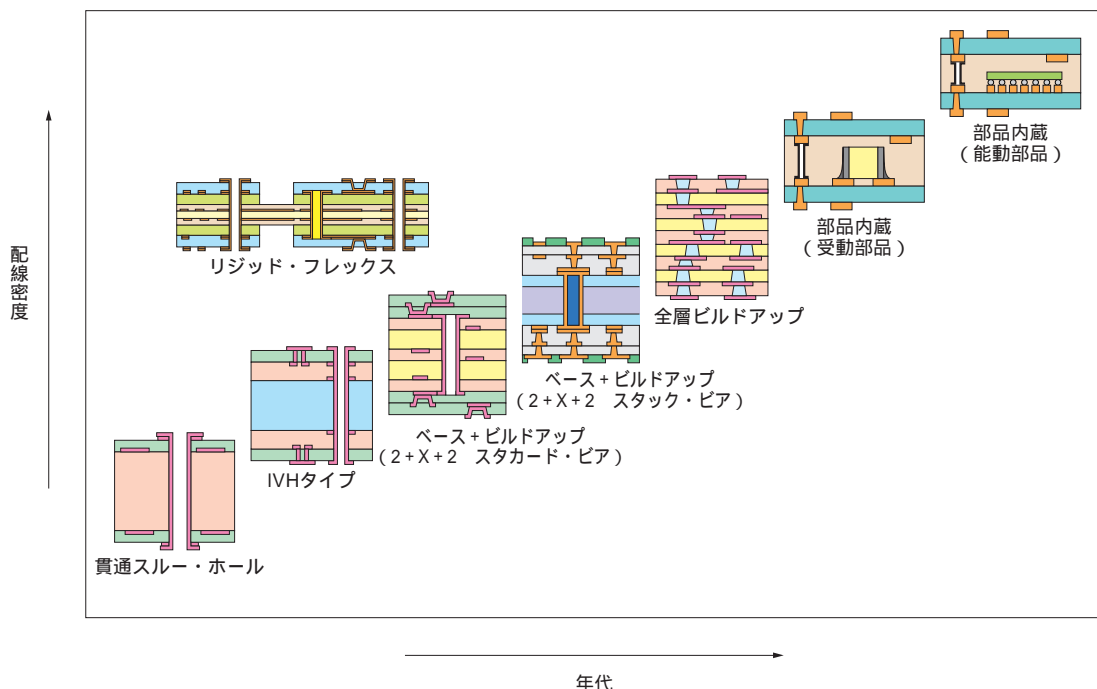 部品内蔵
(能動部品)
部品内蔵
(受動部品)
リジッド・フレックス
全層ビルドアップ
ベース+ビルドアップ
(2+X+2 スタック・ビア)
ベース+ビルドアップ
(2+X+2 スタカード・ビア)
IVHタイプ
貫通スルー・ホール
配線密度
年代